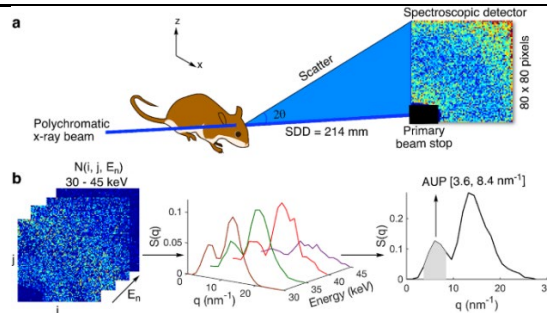 a
Spectroscopic detector
z
x
Scatter
2θ
80 x 80 pixels
Polychromatic
x-ray beam
SDD = 214 mm
Primary
beam stop
b
N(i, j, Eₙ)
30 - 45 keV
i
Eₙ
S(q)
0.1
0.05
0
0
10
20
q (nm⁻¹)
30
35
40
45
Energy (keV)
AUP [3.6, 8.4 nm⁻¹]
S(q)
0.2
0.1
0
0
10
20
q (nm⁻¹)